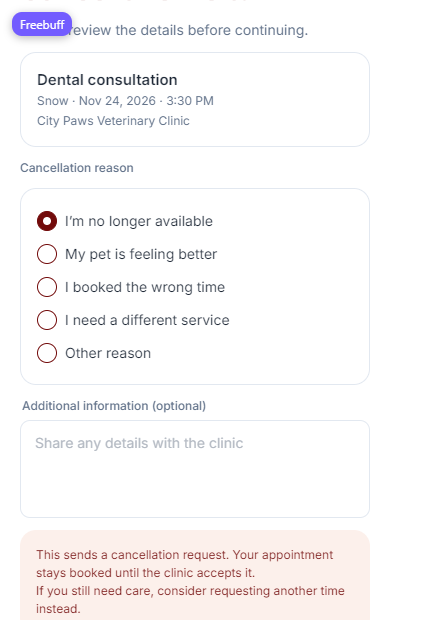 Freebuff
review the details before continuing.
Dental consultation
Snow · Nov 24, 2026 · 3:30 PM
City Paws Veterinary Clinic
Cancellation reason
I'm no longer available
My pet is feeling better
I booked the wrong time
I need a different service
Other reason
Additional information (optional)
Share any details with the clinic
This sends a cancellation request. Your appointment
stays booked until the clinic accepts it.
If you still need care, consider requesting another time
instead.